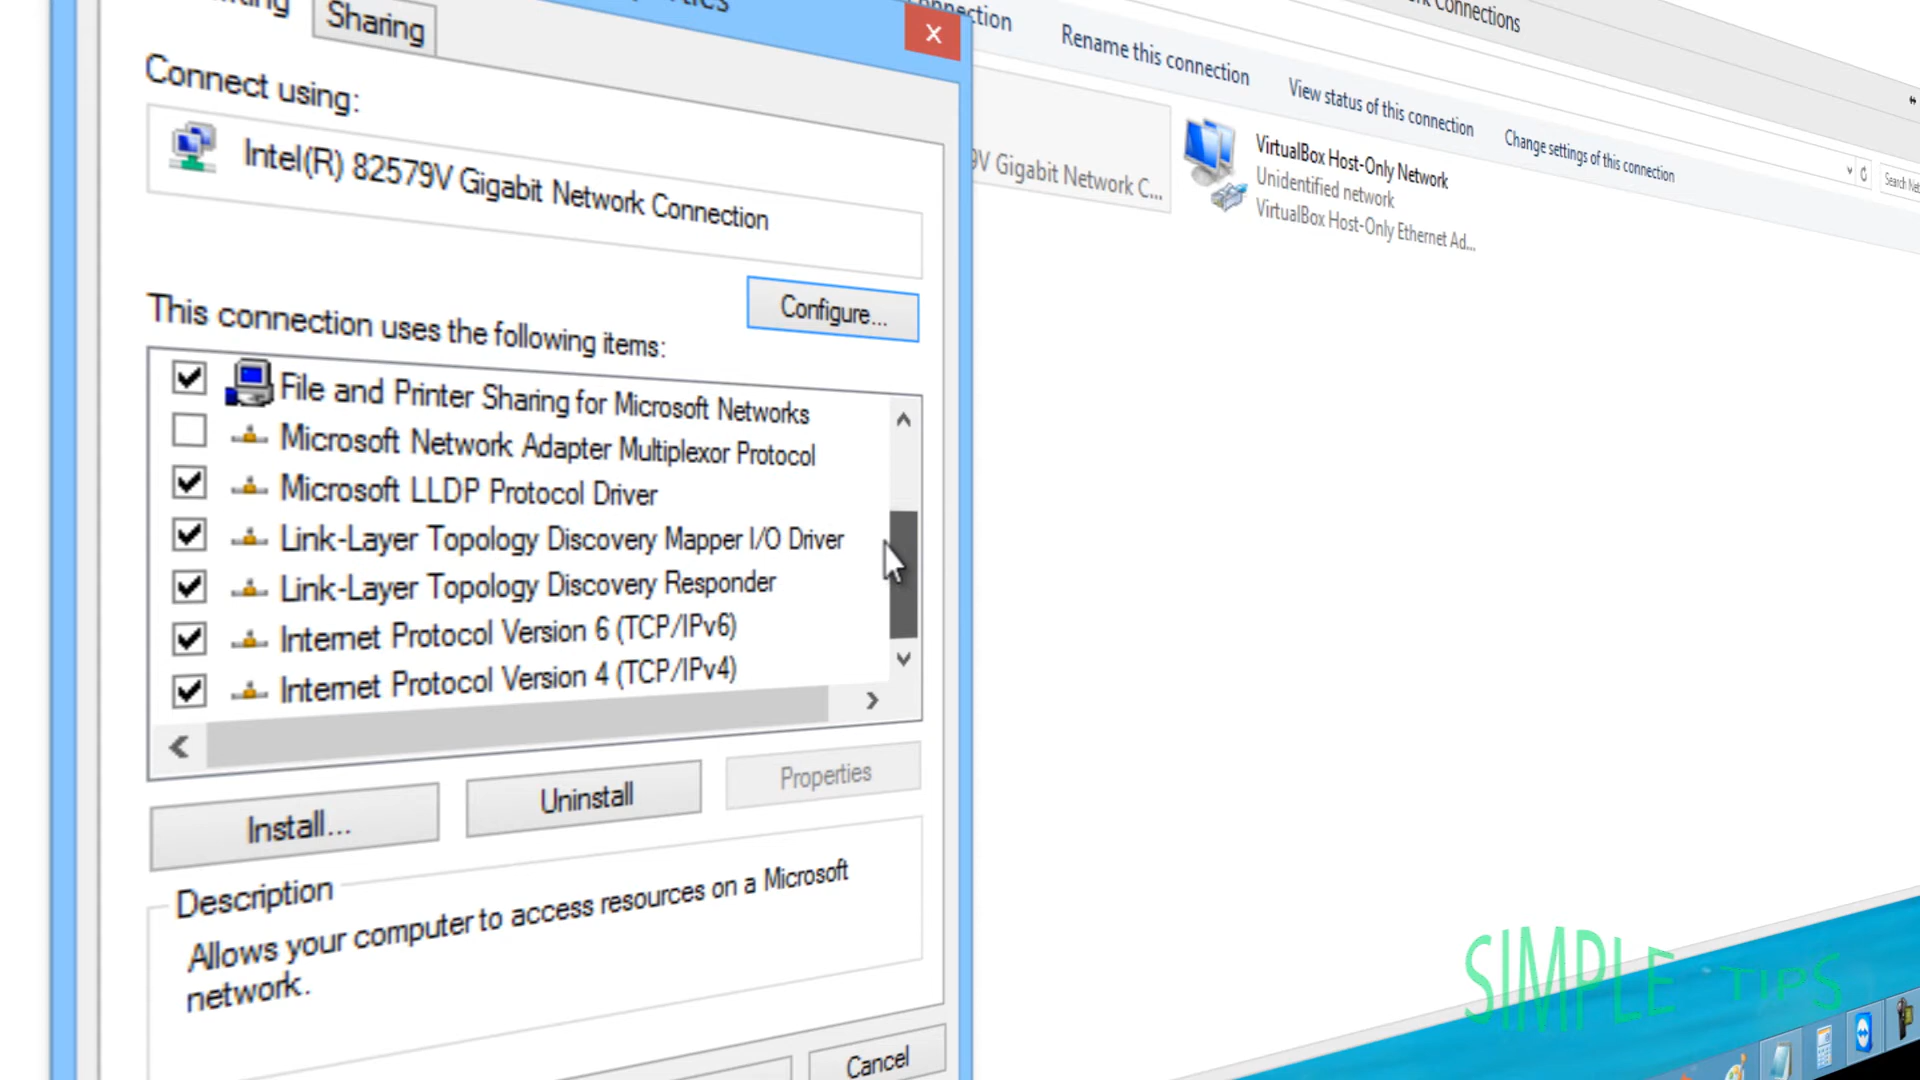 Sharing
Connect using:
Intel(R) 82579V Gigabit Network Connection
Configure...
This connection uses the following items:
File and Printer Sharing for Microsoft Networks
Microsoft Network Adapter Multiplexor Protocol
Microsoft LLDP Protocol Driver
Link-Layer Topology Discovery Mapper I/O Driver
Link-Layer Topology Discovery Responder
Internet Protocol Version 6 (TCP/IPv6)
Internet Protocol Version 4 (TCP/IPv4)
Install...
Uninstall
Properties
Description
Allows your computer to access resources on a Microsoft
network.
Cancel
Connections
Rename this connection
View status of this connection
Change settings of this connection
Search
Gigabit Network C...
VirtualBox Host-Only Network
Unidentified network
VirtualBox Host-Only Ethernet Ad...
SIMPLE TIPS